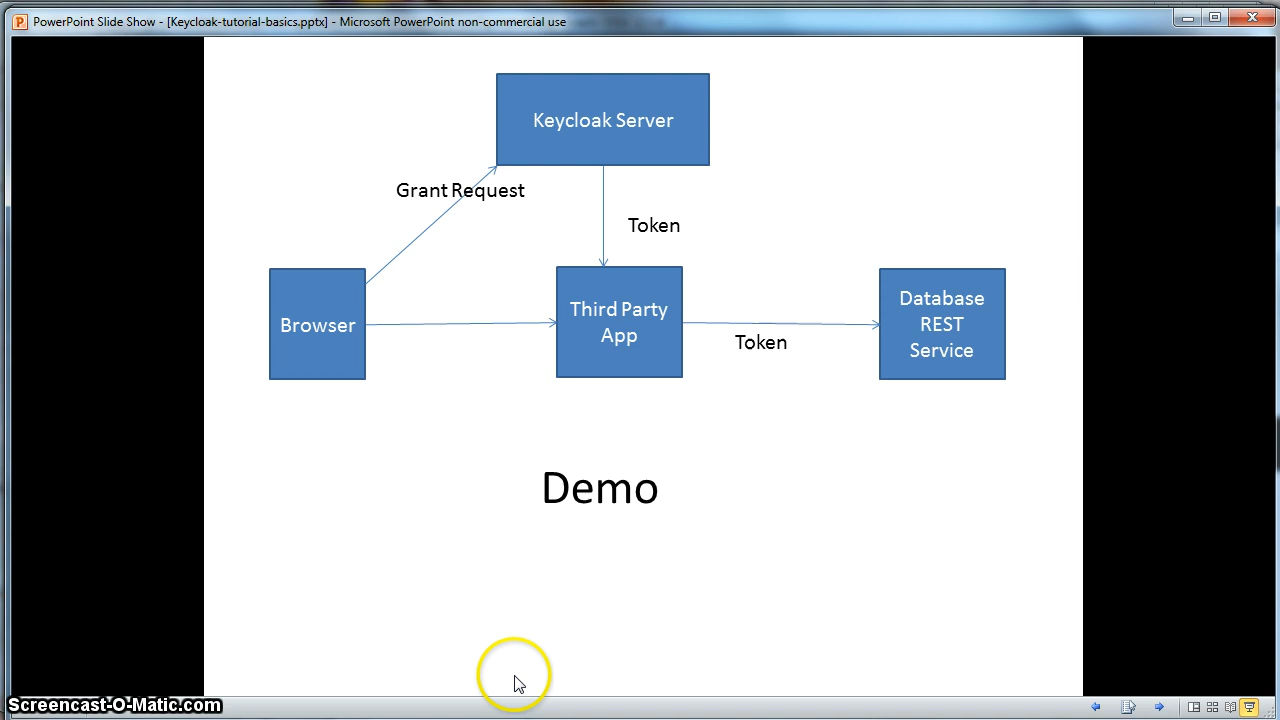 PowerPoint Slide Show - [Keycloak-tutorial-basics.pptx] - Microsoft PowerPoint non-commercial use
Keycloak Server
Grant Request
Token
Browser
Third Party
App
Token
Database
REST
Service
Demo
Screencast-O-Matic.com